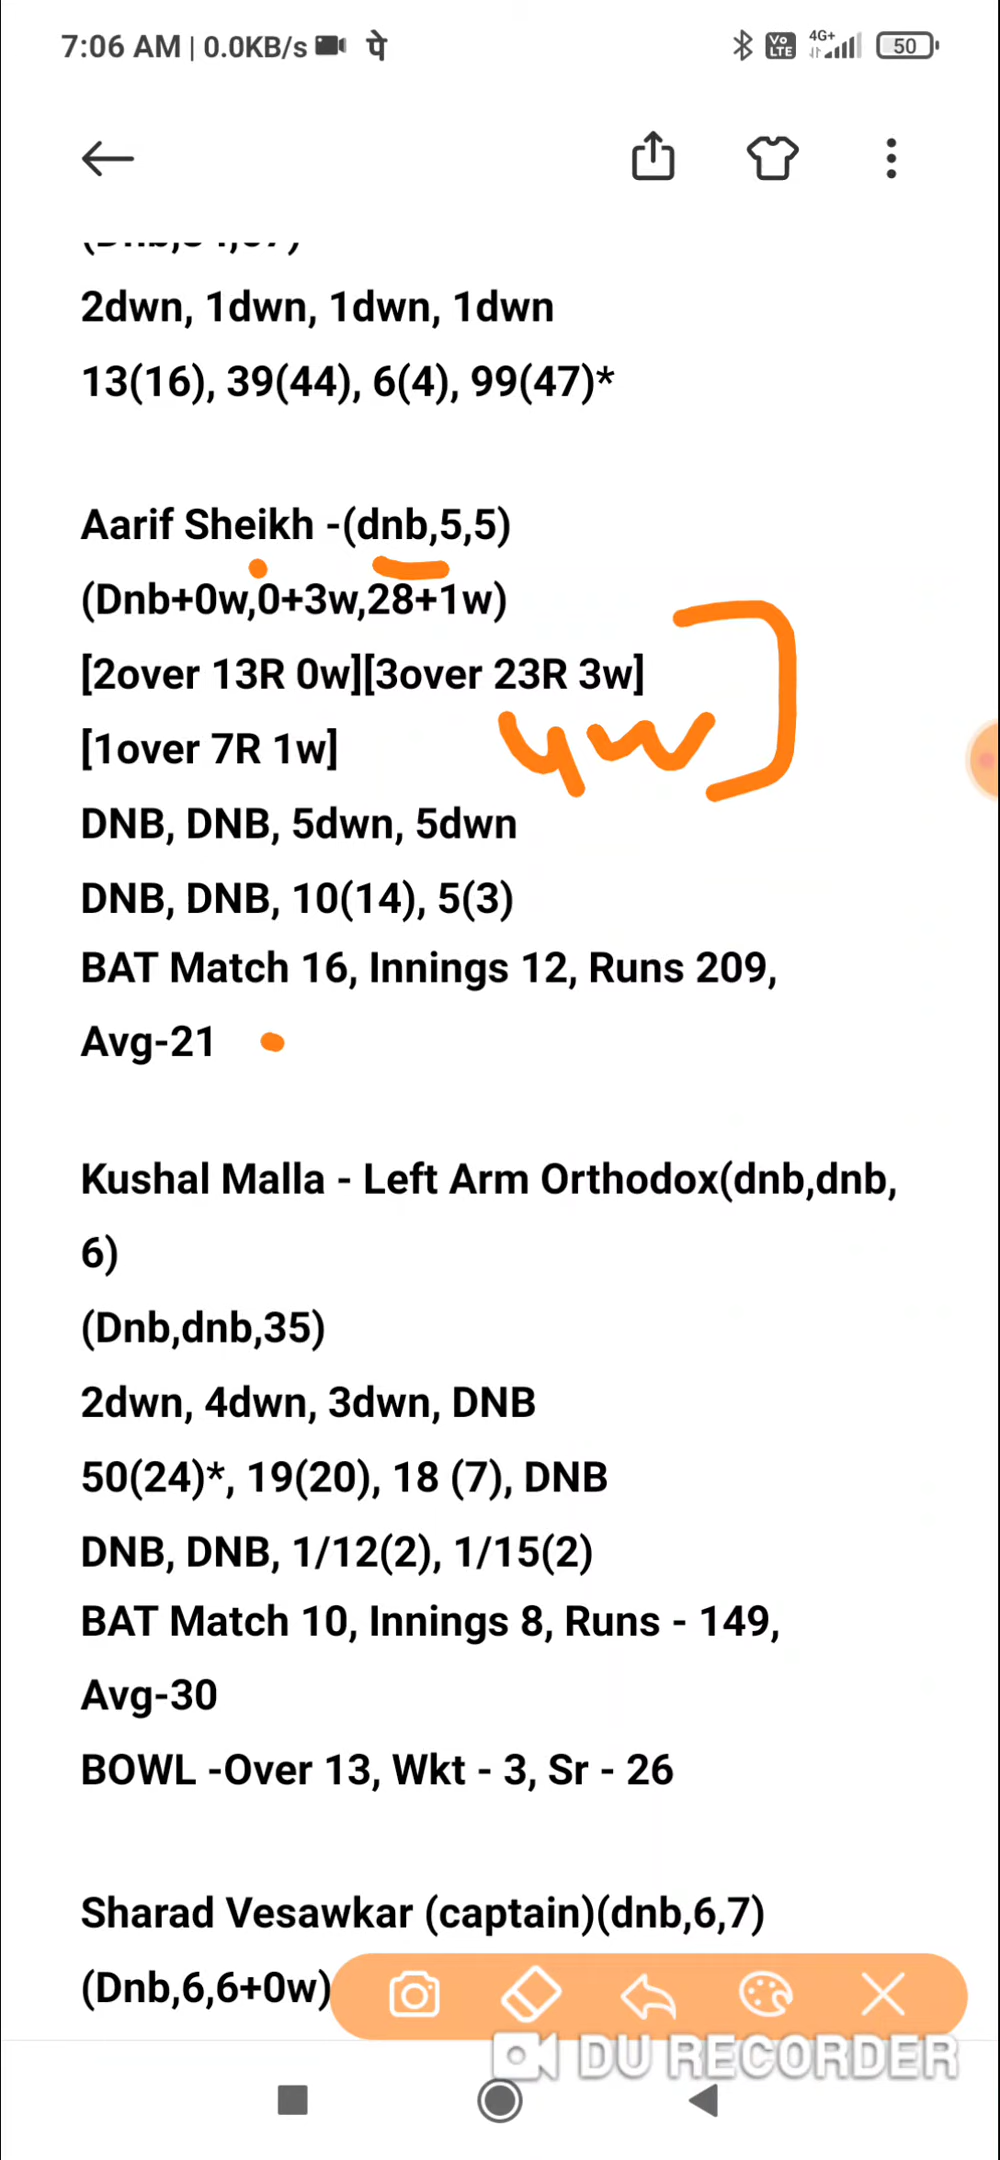 7:06 AM | 0.0KB/s पे
Vo LTE 4G+ 50
2dwn, 1dwn, 1dwn, 1dwn
13(16), 39(44), 6(4), 99(47)*
Aarif Sheikh -(dnb,5,5)
(Dnb+0w,0+3w,28+1w)
[2over 13R 0w][3over 23R 3w]
4w
[1over 7R 1w]
DNB, DNB, 5dwn, 5dwn
DNB, DNB, 10(14), 5(3)
BAT Match 16, Innings 12, Runs 209,
Avg-21
Kushal Malla - Left Arm Orthodox(dnb,dnb,
6)
(Dnb,dnb,35)
2dwn, 4dwn, 3dwn, DNB
50(24)*, 19(20), 18 (7), DNB
DNB, DNB, 1/12(2), 1/15(2)
BAT Match 10, Innings 8, Runs - 149,
Avg-30
BOWL -Over 13, Wkt - 3, Sr - 26
Sharad Vesawkar (captain)(dnb,6,7)
(Dnb,6,6+0w)
DU RECORDER